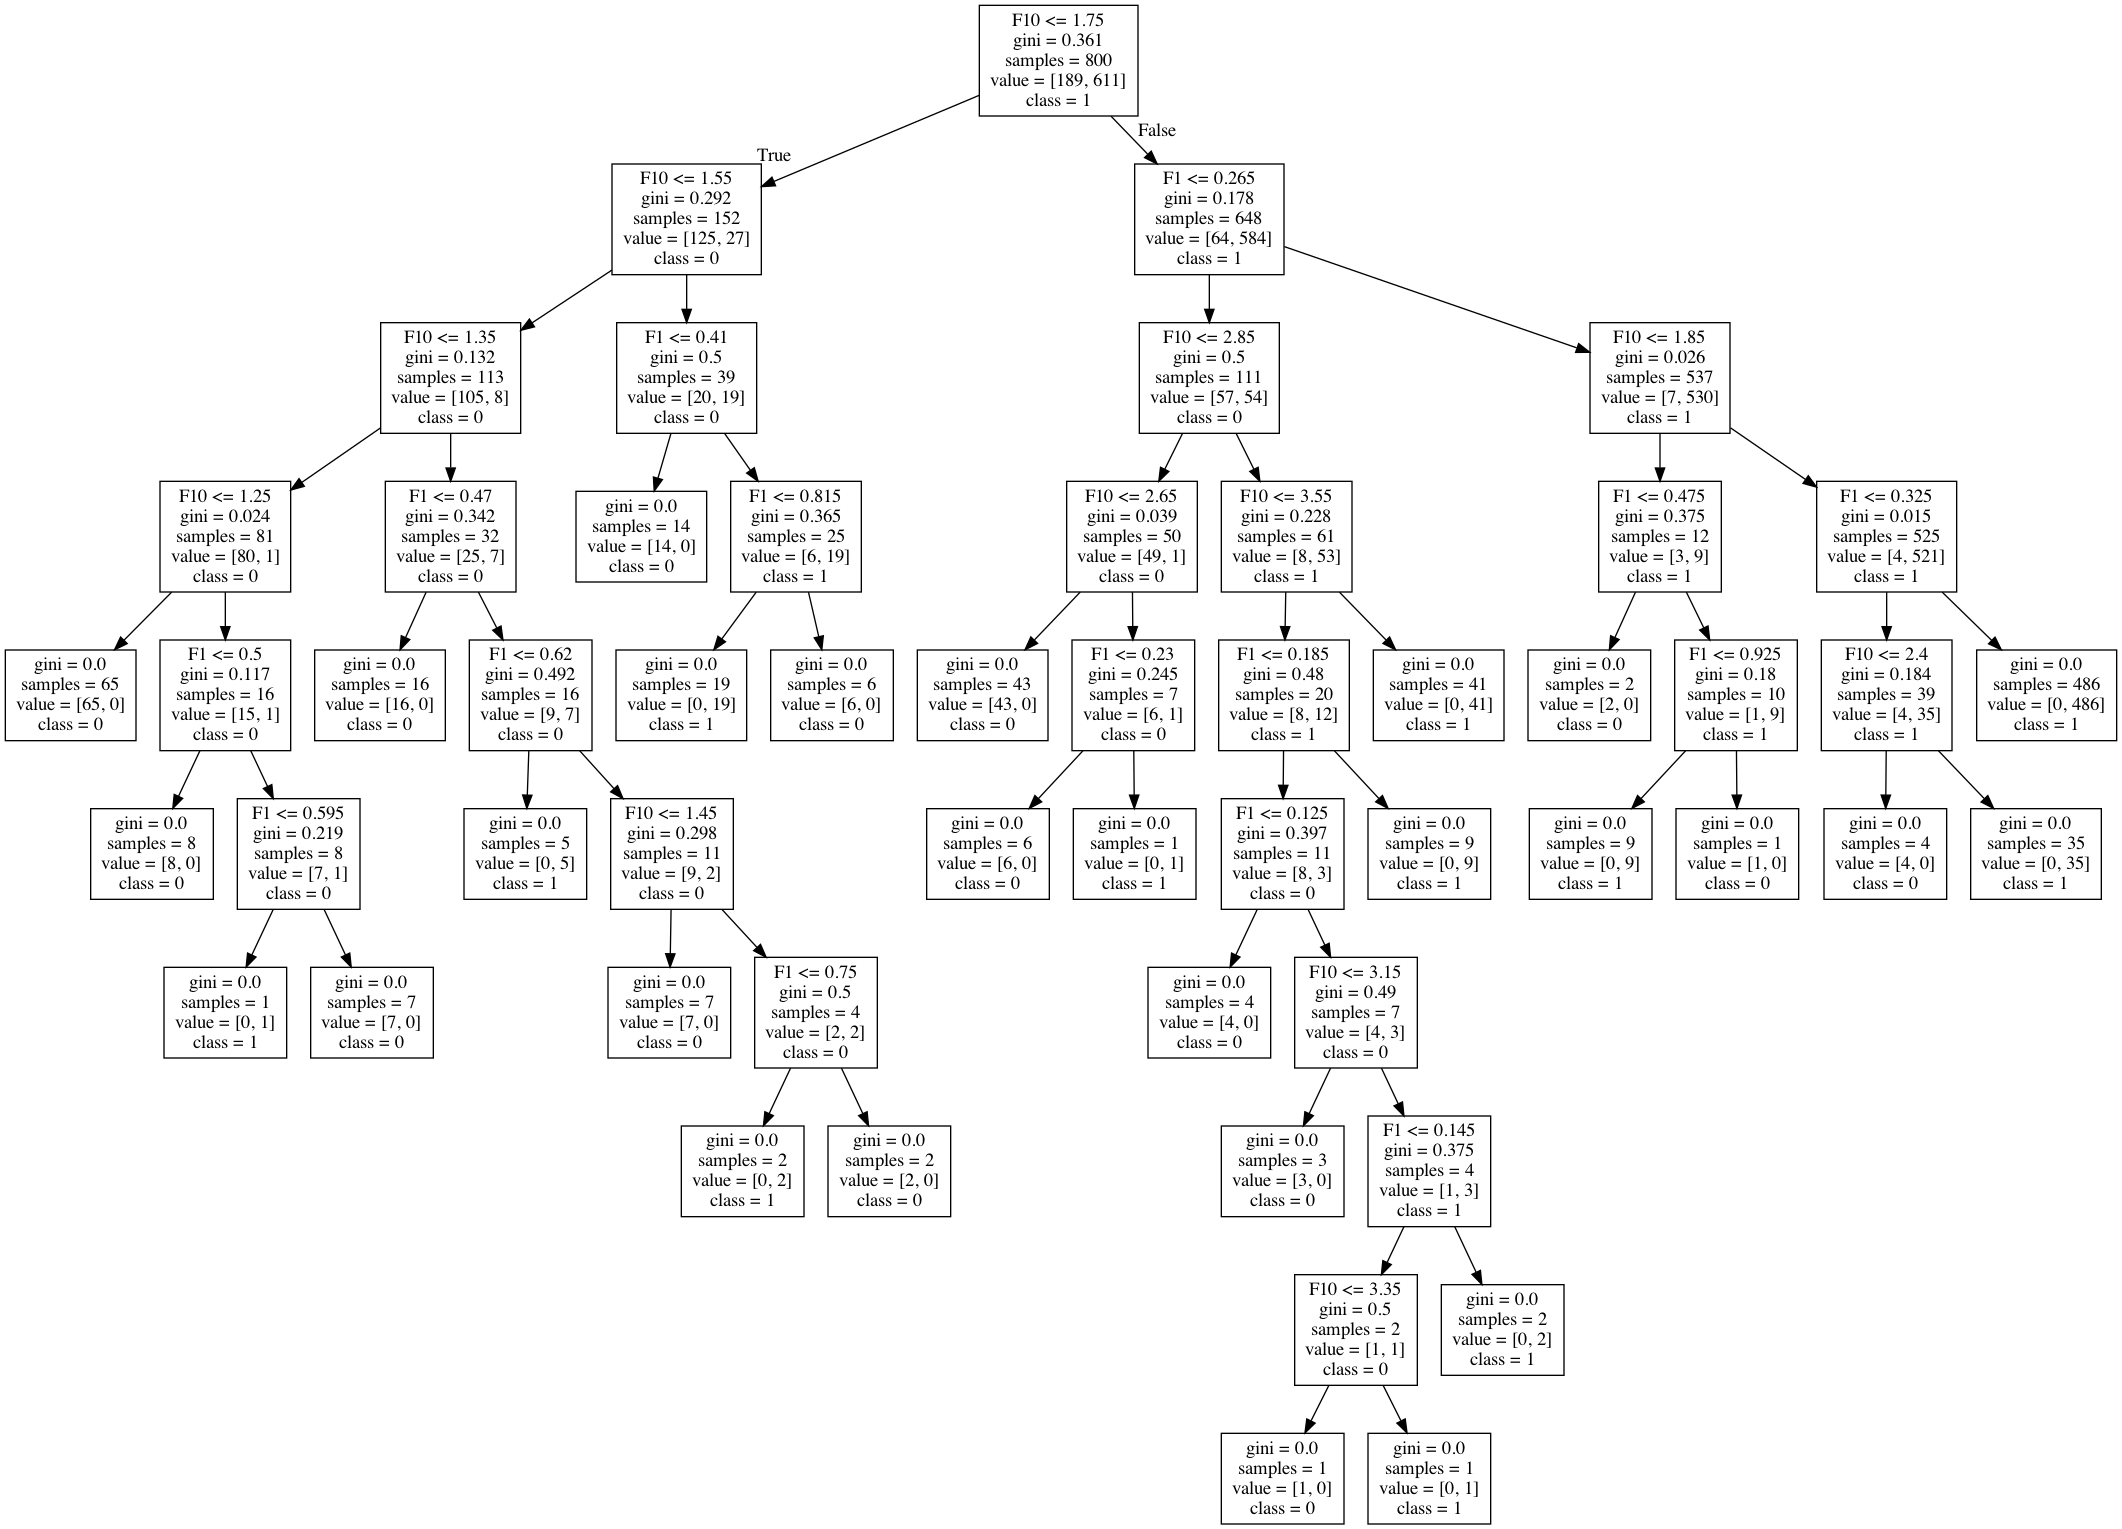 F10 <= 1.75
gini = 0.361
samples = 800
value = [189, 611]
class = 1
True
False
F10 <= 1.55
gini = 0.292
samples = 152
value = [125, 27]
class = 0
F1 <= 0.265
gini = 0.178
samples = 648
value = [64, 584]
class = 1
F10 <= 1.35
gini = 0.132
samples = 113
value = [105, 8]
class = 0
F1 <= 0.41
gini = 0.5
samples = 39
value = [20, 19]
class = 0
F10 <= 2.85
gini = 0.5
samples = 111
value = [57, 54]
class = 0
F10 <= 1.85
gini = 0.026
samples = 537
value = [7, 530]
class = 1
F10 <= 1.25
gini = 0.024
samples = 81
value = [80, 1]
class = 0
F1 <= 0.47
gini = 0.342
samples = 32
value = [25, 7]
class = 0
gini = 0.0
samples = 14
value = [14, 0]
class = 0
F1 <= 0.815
gini = 0.365
samples = 25
value = [6, 19]
class = 1
F10 <= 2.65
gini = 0.039
samples = 50
value = [49, 1]
class = 0
F10 <= 3.55
gini = 0.228
samples = 61
value = [8, 53]
class = 1
F1 <= 0.475
gini = 0.375
samples = 12
value = [3, 9]
class = 1
F1 <= 0.325
gini = 0.015
samples = 525
value = [4, 521]
class = 1
gini = 0.0
samples = 65
value = [65, 0]
class = 0
F1 <= 0.5
gini = 0.117
samples = 16
value = [15, 1]
class = 0
gini = 0.0
samples = 16
value = [16, 0]
class = 0
F1 <= 0.62
gini = 0.492
samples = 16
value = [9, 7]
class = 0
gini = 0.0
samples = 19
value = [0, 19]
class = 1
gini = 0.0
samples = 6
value = [6, 0]
class = 0
gini = 0.0
samples = 43
value = [43, 0]
class = 0
F1 <= 0.23
gini = 0.245
samples = 7
value = [6, 1]
class = 0
F1 <= 0.185
gini = 0.48
samples = 20
value = [8, 12]
class = 1
gini = 0.0
samples = 41
value = [0, 41]
class = 1
gini = 0.0
samples = 2
value = [2, 0]
class = 0
F1 <= 0.925
gini = 0.18
samples = 10
value = [1, 9]
class = 1
F10 <= 2.4
gini = 0.184
samples = 39
value = [4, 35]
class = 1
gini = 0.0
samples = 486
value = [0, 486]
class = 1
gini = 0.0
samples = 8
value = [8, 0]
class = 0
F1 <= 0.595
gini = 0.219
samples = 8
value = [7, 1]
class = 0
gini = 0.0
samples = 5
value = [0, 5]
class = 1
F10 <= 1.45
gini = 0.298
samples = 11
value = [9, 2]
class = 0
gini = 0.0
samples = 6
value = [6, 0]
class = 0
gini = 0.0
samples = 1
value = [0, 1]
class = 1
F1 <= 0.125
gini = 0.397
samples = 11
value = [8, 3]
class = 0
gini = 0.0
samples = 9
value = [0, 9]
class = 1
gini = 0.0
samples = 9
value = [0, 9]
class = 1
gini = 0.0
samples = 1
value = [1, 0]
class = 0
gini = 0.0
samples = 4
value = [4, 0]
class = 0
gini = 0.0
samples = 35
value = [0, 35]
class = 1
gini = 0.0
samples = 1
value = [0, 1]
class = 1
gini = 0.0
samples = 7
value = [7, 0]
class = 0
gini = 0.0
samples = 7
value = [7, 0]
class = 0
F1 <= 0.75
gini = 0.5
samples = 4
value = [2, 2]
class = 0
gini = 0.0
samples = 4
value = [4, 0]
class = 0
F10 <= 3.15
gini = 0.49
samples = 7
value = [4, 3]
class = 0
gini = 0.0
samples = 2
value = [0, 2]
class = 1
gini = 0.0
samples = 2
value = [2, 0]
class = 0
gini = 0.0
samples = 3
value = [3, 0]
class = 0
F1 <= 0.145
gini = 0.375
samples = 4
value = [1, 3]
class = 1
F10 <= 3.35
gini = 0.5
samples = 2
value = [1, 1]
class = 0
gini = 0.0
samples = 2
value = [0, 2]
class = 1
gini = 0.0
samples = 1
value = [1, 0]
class = 0
gini = 0.0
samples = 1
value = [0, 1]
class = 1